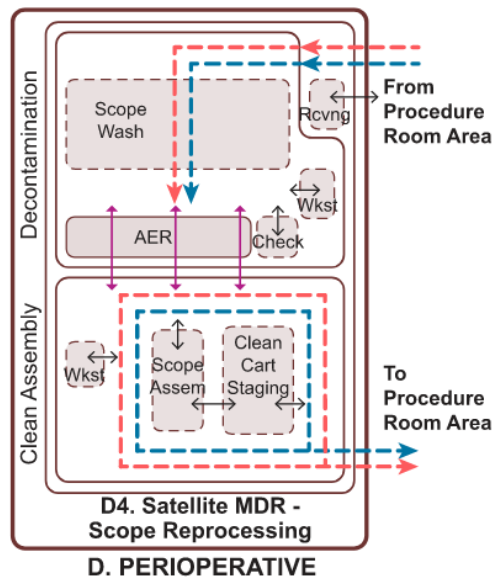 Decontamination
Scope
Wash
Rcvng
From
Procedure
Room Area
Wkst
AER
Check
Clean Assembly
Wkst
Scope
Assem
Clean
Cart
Staging
To
Procedure
Room Area
D4. Satellite MDR -
Scope Reprocessing
D. PERIOPERATIVE